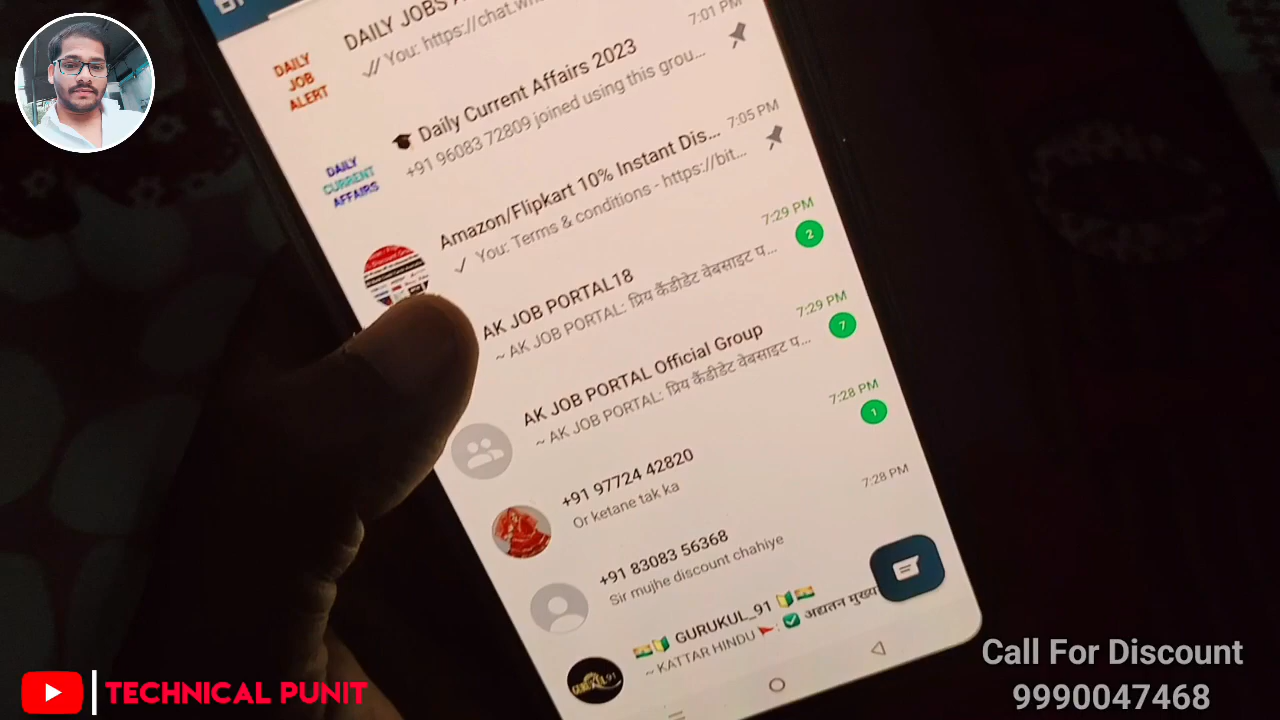 DAILY JOBS
7:01 PM
You: https://chat.wh
DAILY
JOB
ALERT
Daily Current Affairs 2023
+91 96083 72809 joined using this grou...
DAILY
CURRENT
AFFAIRS
7:05 PM
Amazon/Flipkart 10% Instant Dis...
You: Terms & conditions - https://bit...
7:29 PM
AK JOB PORTAL18
2
~ AK JOB PORTAL: प्रिय कैंडीडेट वेबसाइट प...
7:29 PM
AK JOB PORTAL Official Group
7
~ AK JOB PORTAL: प्रिय कैंडीडेट वेबसाइट प...
7:28 PM
+91 97724 42820
1
Or ketane tak ka
7:28 PM
+91 83083 56368
Sir mujhe discount chahiye
GURUKUL_91
~ KATTAR HINDU 🚩: ✅ अद्यतन मुख्य
Call For Discount
9990047468
TECHNICAL PUNIT